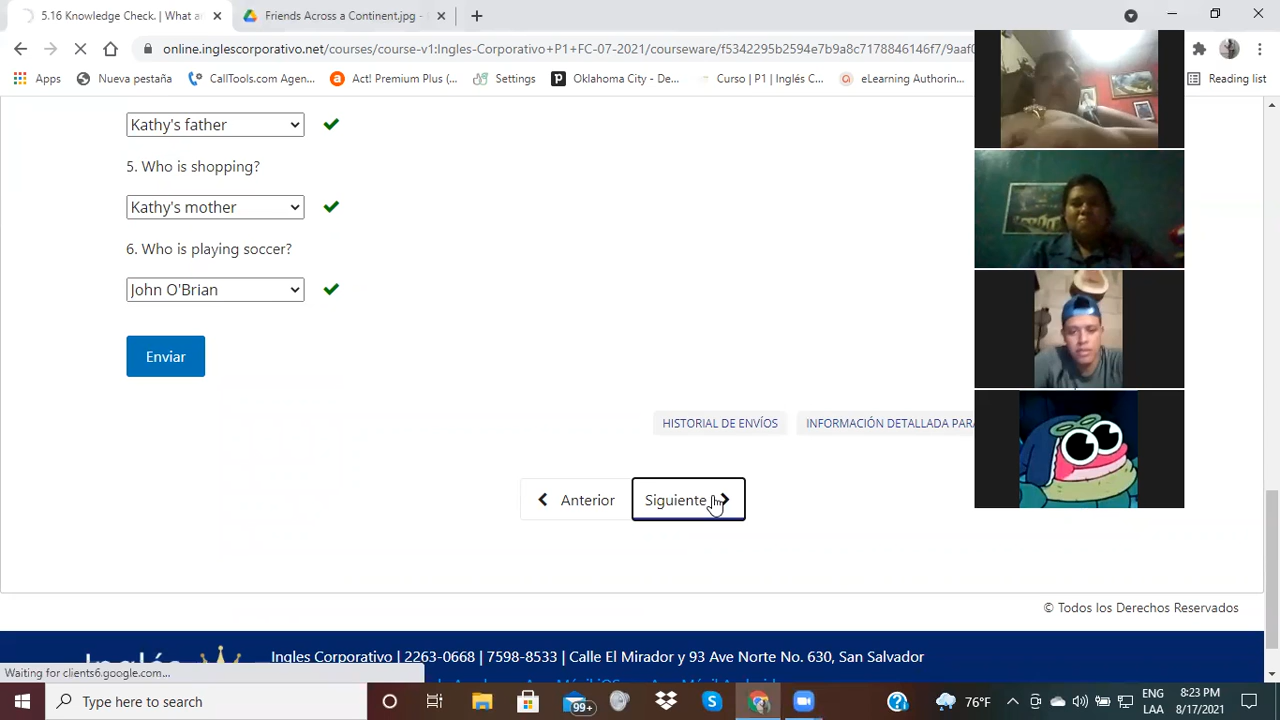 5.16 Knowledge Check. | What a
Friends Across a Continent.jpg -
online.inglescorporativo.net/courses/course-v1:Ingles-Corporativo+P1+FC-07-2021/courseware/f5342295b2594e7b9a8c7178846146f7/9aaf0
Apps
Nueva pestaña
CallTools.com Agen...
Act! Premium Plus (...
Settings
Oklahoma City - De...
Curso | P1 | Inglés C...
eLearning Authorin...
Reading list
Kathy's father
5. Who is shopping?
Kathy's mother
6. Who is playing soccer?
John O'Brian
Enviar
HISTORIAL DE ENVÍOS
INFORMACIÓN DETALLADA PARA
Anterior
Siguiente
© Todos los Derechos Reservados
Inglés
Ingles Corporativo | 2263-0668 | 7598-8533 | Calle El Mirador y 93 Ave Norte No. 630, San Salvador
Waiting for clients6.google.com...
Type here to search
99+
76°F
ENG
LAA
8:23 PM
8/17/2021